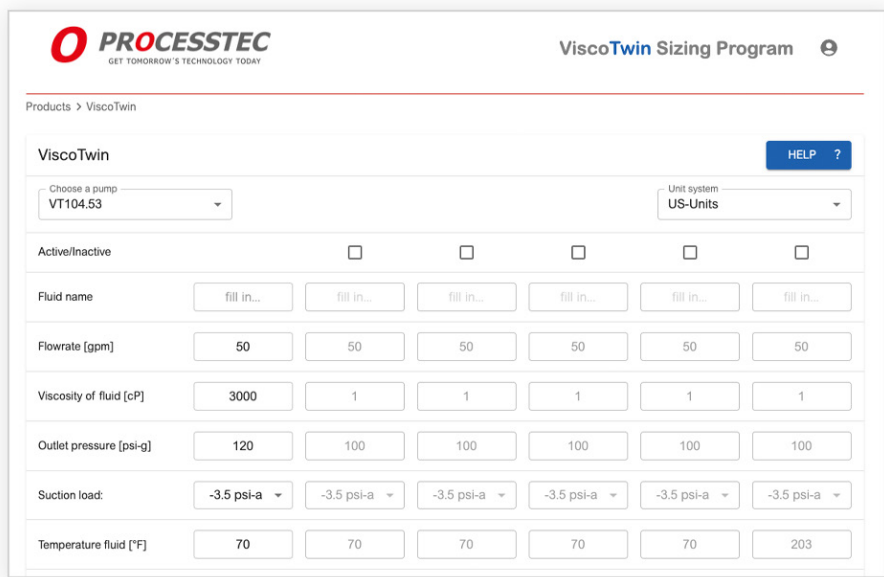 PROCESSTEC
GET TOMORROW´S TECHNOLOGY TODAY
ViscoTwin Sizing Program
Products > ViscoTwin
ViscoTwin
HELP ?
Choose a pump
VT104.53
Unit system
US-Units
Active/Inactive
Fluid name fill in... fill in... fill in... fill in... fill in... fill in...
Flowrate [gpm] 50 50 50 50 50 50
Viscosity of fluid [cP] 3000 1 1 1 1 1
Outlet pressure [psi-g] 120 100 100 100 100 100
Suction load: -3.5 psi-a -3.5 psi-a -3.5 psi-a -3.5 psi-a -3.5 psi-a -3.5 psi-a
Temperature fluid [°F] 70 70 70 70 70 203